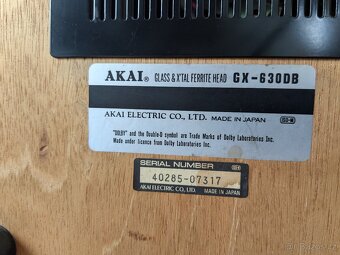 AKAI® GLASS & X'TAL FERRITE HEAD GX-630DB
AKAI ELECTRIC CO., LTD. MADE IN JAPAN
"DOLBY" and the Double-D symbol are Trade Marks of Dolby Laboratories Inc.
Made under licence from Dolby Laboratories Inc.
SERIAL NUMBER
40285-07317
AKAI ELECTRIC CO., LTD. MADE IN JAPAN